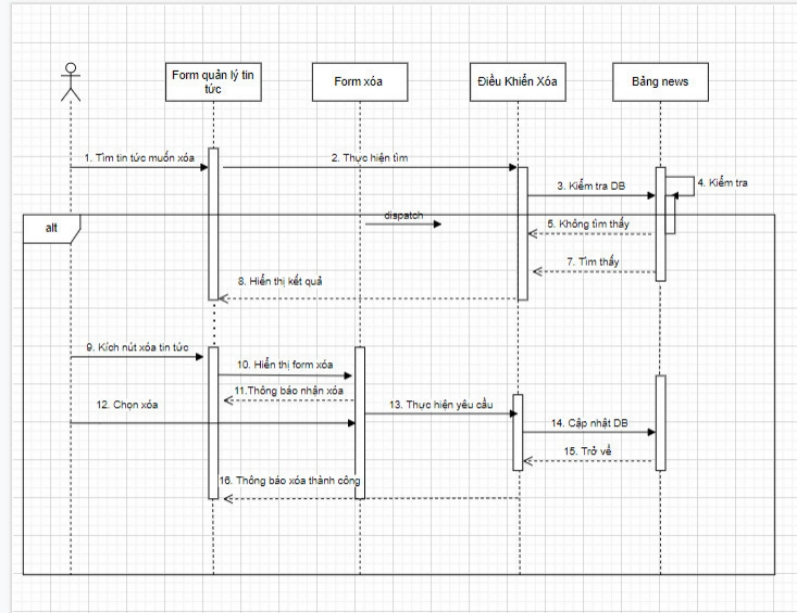 Form quản lý tin
tức
Form xóa
Điều Khiển Xóa
Bảng news
1. Tìm tin tức muốn xóa
2. Thực hiện tìm
3. Kiểm tra DB
4. Kiểm tra
alt
dispatch
5. Không tìm thấy
7. Tìm thấy
8. Hiển thị kết quả
9. Kích nút xóa tin tức
10. Hiển thị form xóa
11.Thông báo nhận xóa
12. Chọn xóa
13. Thực hiện yêu cầu
14. Cập nhật DB
15. Trở về
16. Thông báo xóa thành công